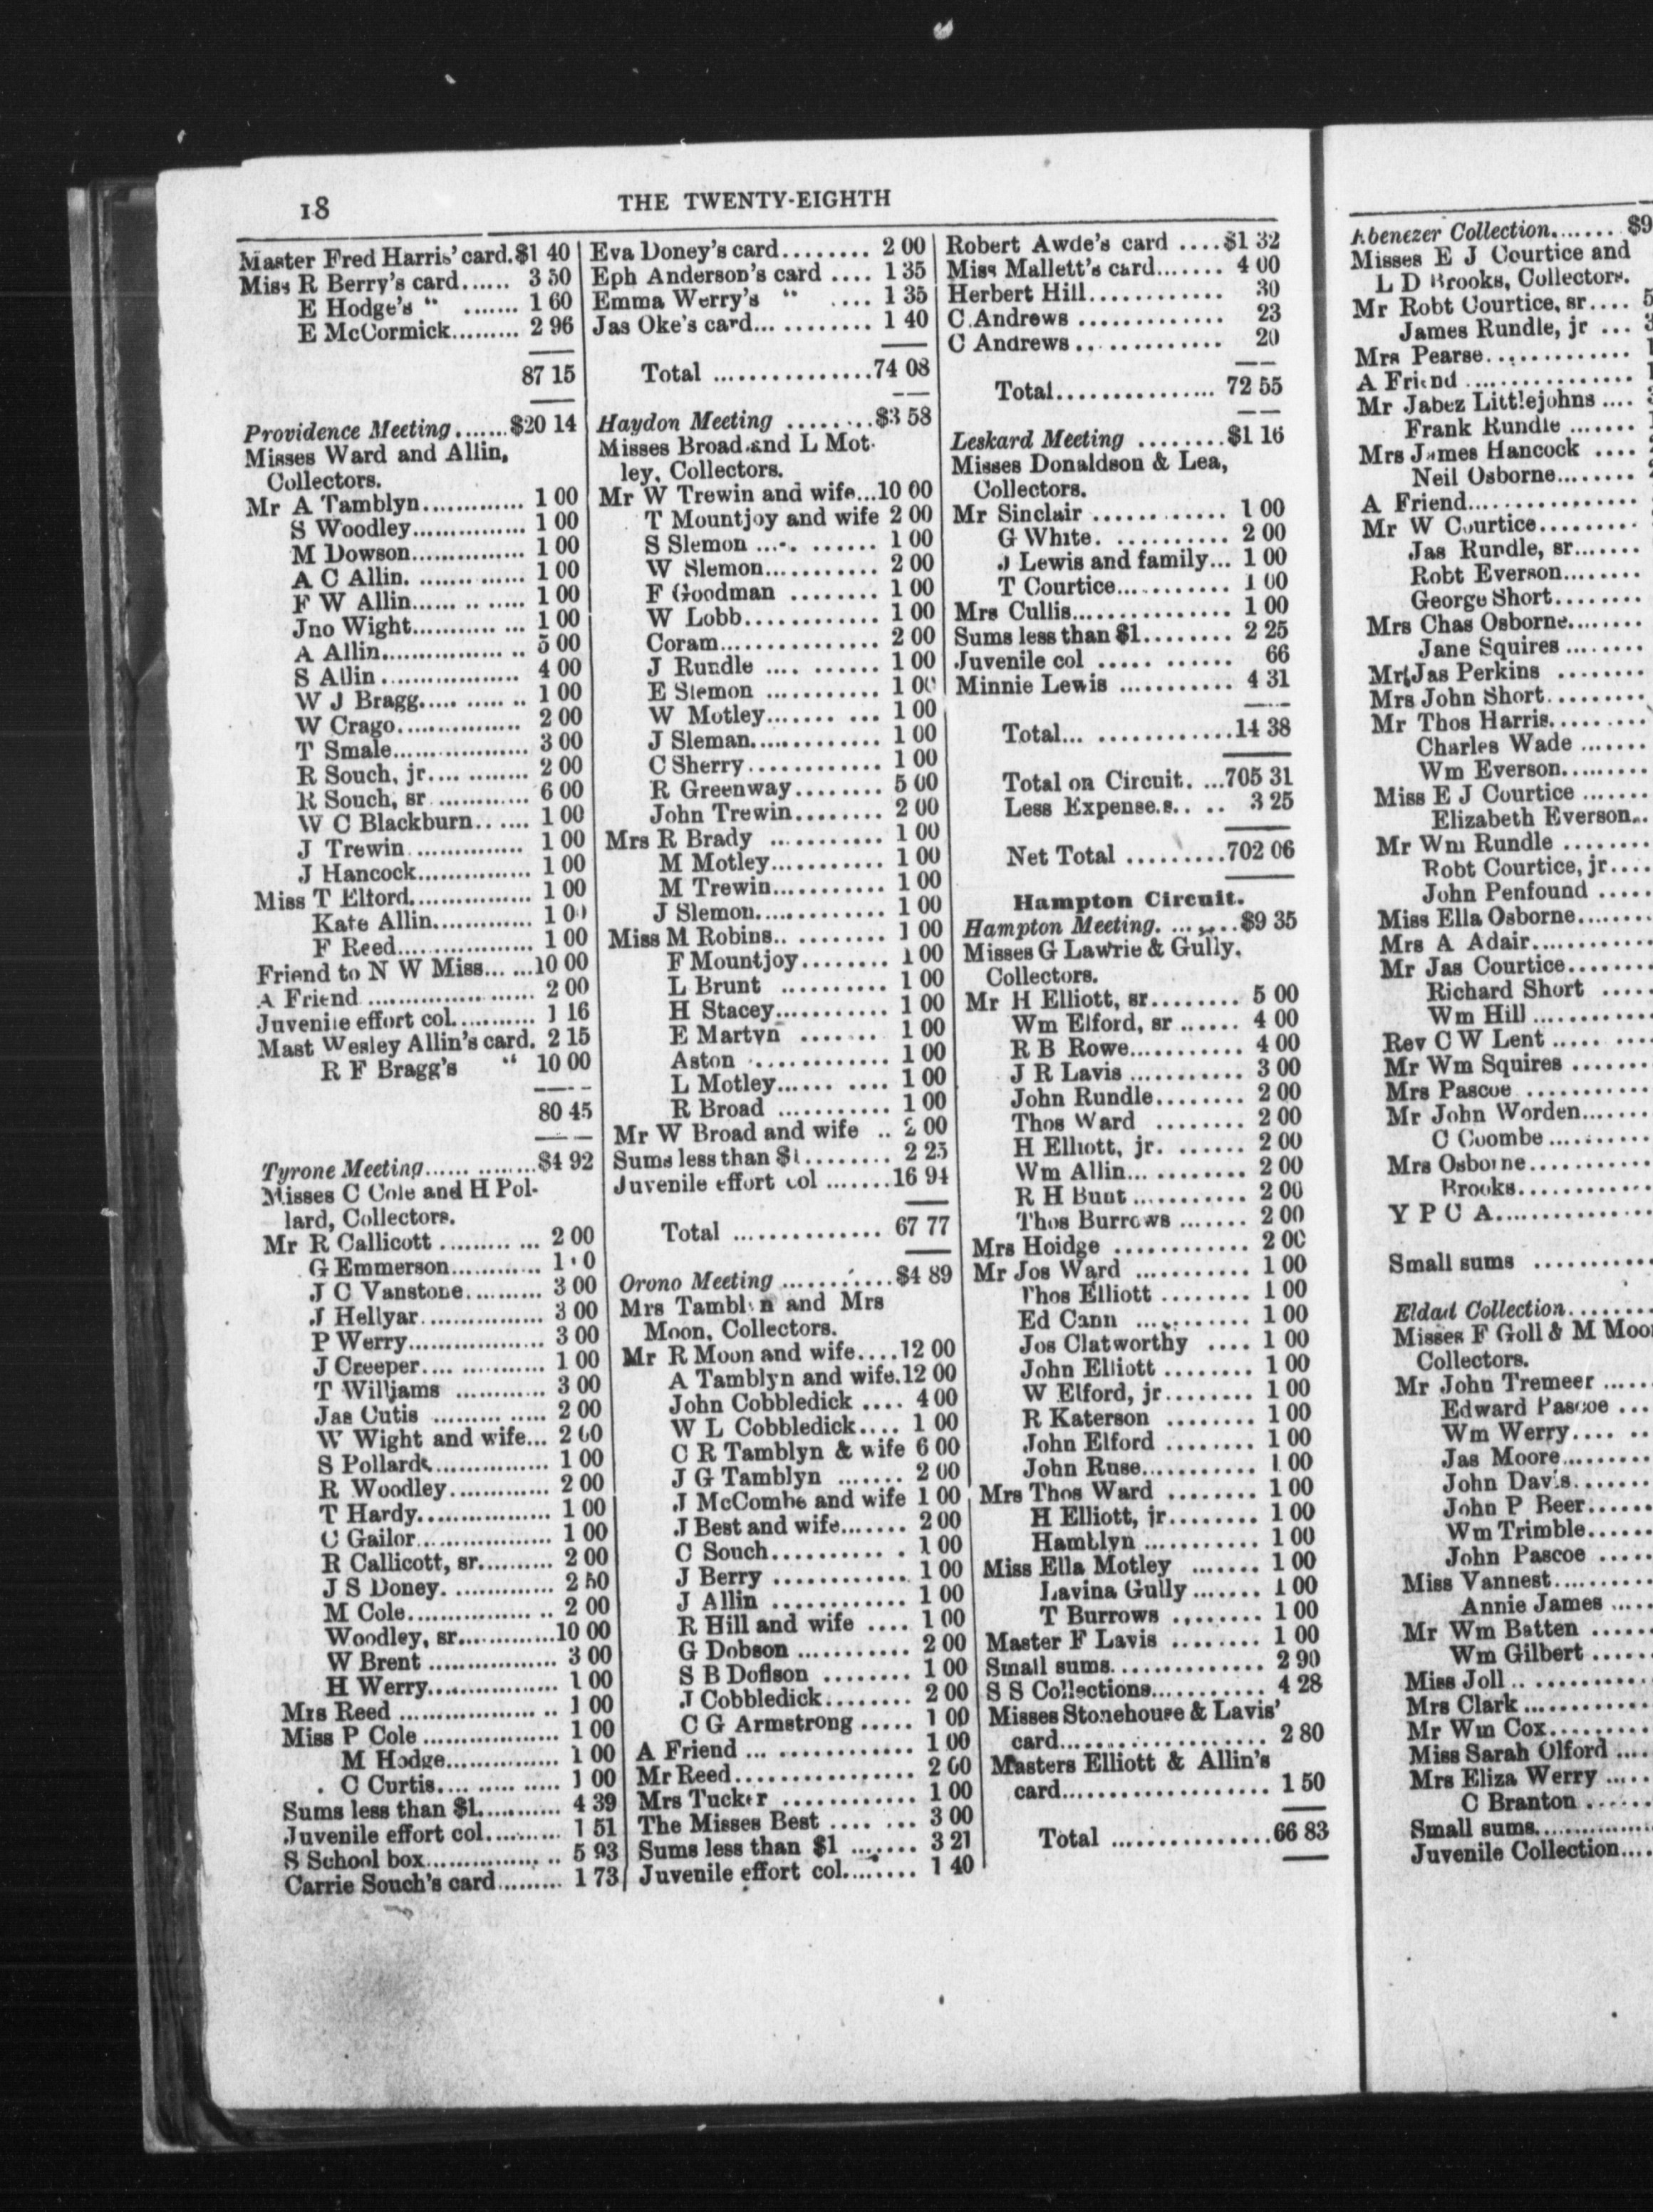 18
THE TWENTY-EIGHTH
Master Fred Harris' card.$1 40
Miss R Berry's card...... 3 50
E Hodge's " ....... 1 60
E McCormick......... 2 96
87 15
Providence Meeting.......$20 14
Misses Ward and Allin,
Collectors.
Mr A Tamblyn............. 1 00
S Woodley............... 1 00
M Dowson............... 1 00
A C Allin. ............. 1 00
F W Allin............... 1 00
Jno Wight........... ... 1 00
A Allin................ .. 5 00
S Allin.................. 4 00
W J Bragg..... ...... .. 1 00
W Crago................ 2 00
T Smale.................. 3 00
R Souch, jr.... ......... 2 00
R Souch, sr ............ 6 00
W C Blackburn.. .... 1 00
J Trewin ............... 1 00
J Hancock............... 1 00
Miss T Elford................ 1 00
Kate Allin............. 1 00
F Reed.................. 1 00
Friend to N W Miss... ...10 00
A Friend ...................... 2 00
Juvenile effort col........... 1 16
Mast Wesley Allin's card. 2 15
R F Bragg's " 10 00
80 45
Tyrone Meeting...... .........$4 92
Misses C Cole and H Pol-
lard, Collectors.
Mr R Callicott ......... ... 2 00
G Emmerson............ 1 0
J C Vanstone.......... 3 00
J Hellyar................ 3 00
P Werry.................. 3 00
J Creeper.... ............ 1 00
T Williams ............ 3 00
Jas Cutis ......... ..... 2 00
W Wight and wife... 2 00
S Pollard................ 1 00
R Woodley............. 2 00
T Hardy................. 1 00
C Gailor.................. 1 00
R Callicott, sr.......... 2 00
J S Doney. ............. 2 50
M Cole................ .. 2 00
Woodley, sr.............10 00
W Brent ................. 3 00
H Werry................. 1 00
Mrs Reed .................. .. 1 00
Miss P Cole .................. 1 00
M Hodge............... 1 00
C Curtis.... ..... ..... 1 00
Sums less than $1........... 4 39
Juvenile effort col.......... 1 51
S School box............... .. 5 93
Carrie Souch's card......... 1 73
Eva Doney's card......... 2 00
Eph Anderson's card .... 1 35
Emma Werry's " .... 1 35
Jas Oke's card... ......... 1 40
Total ................74 08
Haydon Meeting ........$3 58
Misses Broad and L Mot-
ley, Collectors.
Mr W Trewin and wife...10 00
T Mountjoy and wife 2 00
S Slemon ..... ...... 1 00
W Slemon........... 2 00
F Goodman ........ 1 00
W Lobb............. 1 00
Coram................ 2 00
J Rundle .... ....... 1 00
E Slemon ........... 1 00
W Motley....... ... 1 00
J Sleman............. 1 00
C Sherry............. 1 00
R Greenway........ 5 00
John Trewin........ 2 00
Mrs R Brady ........... 1 00
M Motley........... 1 00
M Trewin........... 1 00
J Slemon............. 1 00
Miss M Robins.. ........ 1 00
F Mountjoy........ 1 00
L Brunt .......... 1 00
H Stacey........... 1 00
E Martyn ....... 1 00
Aston ............. 1 00
L Motley...... .... 1 00
R Broad ........... 1 00
Mr W Broad and wife .. 2 00
Sums less than $1........ 2 25
Juvenile effort col .......16 94
Total .............. 67 77
Orono Meeting ...........$4 89
Mrs Tamblyn and Mrs
Moon, Collectors.
Mr R Moon and wife....12 00
A Tamblyn and wife.12 00
John Cobbledick .... 4 00
W L Cobbledick.... 1 00
C R Tamblyn & wife 6 00
J G Tamblyn ....... 2 00
J McCombe and wife 1 00
J Best and wife....... 2 00
C Souch........... . 1 00
J Berry ............. 1 00
J Allin ............. 1 00
R Hill and wife .... 1 00
G Dobson ........... 2 00
S B Doflson ........ 1 00
J Cobbledick........ 2 00
C G Armstrong ..... 1 00
A Friend ... ............ 1 00
Mr Reed................. 2 00
Mrs Tucker ............. 1 00
The Misses Best .... ... 3 00
Sums less than $1 ....... 3 21
Juvenile effort col........ 1 40
Robert Awde's card ....$1 32
Miss Mallett's card....... 4 00
Herbert Hill............. 30
C.Andrews .............. 23
C Andrews .............. 20
Total................ 72 55
Leskard Meeting ........$1 16
Misses Donaldson & Lea,
Collectors.
Mr Sinclair ............. 1 00
G White. .......... 2 00
J Lewis and family... 1 00
T Courtice............ 1 00
Mrs Cullis................ 1 00
Sums less than $1........ 2 25
Juvenile col ..... ...... 66
Minnie Lewis ........... 4 31
Total... ............14 38
Total on Circuit. ...705 31
Less Expense.s.. .. 3 25
Net Total .........702 06
Hampton Circuit.
Hampton Meeting. .......$9 35
Misses G Lawrie & Gully,
Collectors.
Mr H Elliott, sr........ 5 00
Wm Elford, sr ...... 4 00
R B Rowe........... 4 00
J R Lavis ........... 3 00
John Rundle........ 2 00
Thos Ward ........ 2 00
H Elliott, jr. ...... 2 00
Wm Allin... ........ 2 00
R H Bunt ........... 2 00
Thos Burrows ....... 2 00
Mrs Hoidge ............ 2 00
Mr Jos Ward ........... 1 00
Thos Elliott ........ 1 00
Ed Cann ........... 1 00
Jos Clatworthy .... 1 00
John Elliott ........ 1 00
W Elford, jr........ 1 00
R Katerson ........ 1 00
John Elford ........ 1 00
John Ruse........... 1 00
Mrs Thos Ward ........ 1 00
H Elliott, jr........ 1 00
Hamblyn ........... 1 00
Miss Ella Motley ....... 1 00
Lavina Gully ....... 1 00
T Burrows ........ 1 00
Master F Lavis ........ 1 00
Small sums............... 2 90
S S Collections........... 4 28
Misses Stonehouse & Lavis'
card...................... 2 80
Masters Elliott & Allin's
card.................... 1 50
Total ................66 83
Ebenezer Collection....... $9
Misses E J Courtice and
L D Brooks, Collectors.
Mr Robt Courtice, sr.... 5
James Rundle, jr ... 3
Mrs Pearse..............
A Friend ................
Mr Jabez Littlejohns ....
Frank Rundle .......
Mrs James Hancock ....
Neil Osborne........
A Friend.................
Mr W Courtice.........
Jas Rundle, sr.......
Robt Everson........
George Short........
Mrs Chas Osborne........
Jane Squires ........
Mr Jas Perkins ........
Mrs John Short.........
Mr Thos Harris.........
Charles Wade .......
Wm Everson.........
Miss E J Courtice .......
Elizabeth Everson..
Mr Wm Rundle ........
Robt Courtice, jr....
John Penfound .....
Miss Ella Osborne.......
Mrs A Adair............
Mr Jas Courtice........
Richard Short .....
Wm Hill ............
Rev C W Lent ..... ....
Mr Wm Squires .......
Mrs Pascoe ............
Mr John Worden.......
C Coombe ..........
Mrs Osborne............
Brooks............
Y P C A...............
Small sums ...........
Eldad Collection........
Misses F Goll & M Moo
Collectors.
Mr John Tremeer .....
Edward Pascoe ...
Wm Werry.... ..
Jas Moore.........
John Davis.......
John P Beer......
Wm Trimble......
John Pascoe .....
Miss Vannest..........
Annie James .....
Mr Wm Batten ......
Wm Gilbert ......
Miss Joll .. ..........
Mrs Clark ............
Mr Wm Cox.........
Miss Sarah Olford ....
Mrs Eliza Werry .....
C Branton .......
Small sums............
Juvenile Collection....